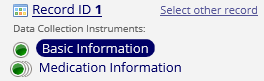 Record ID 1 Select other record
Data Collection Instruments:
Basic Information
Medication Information